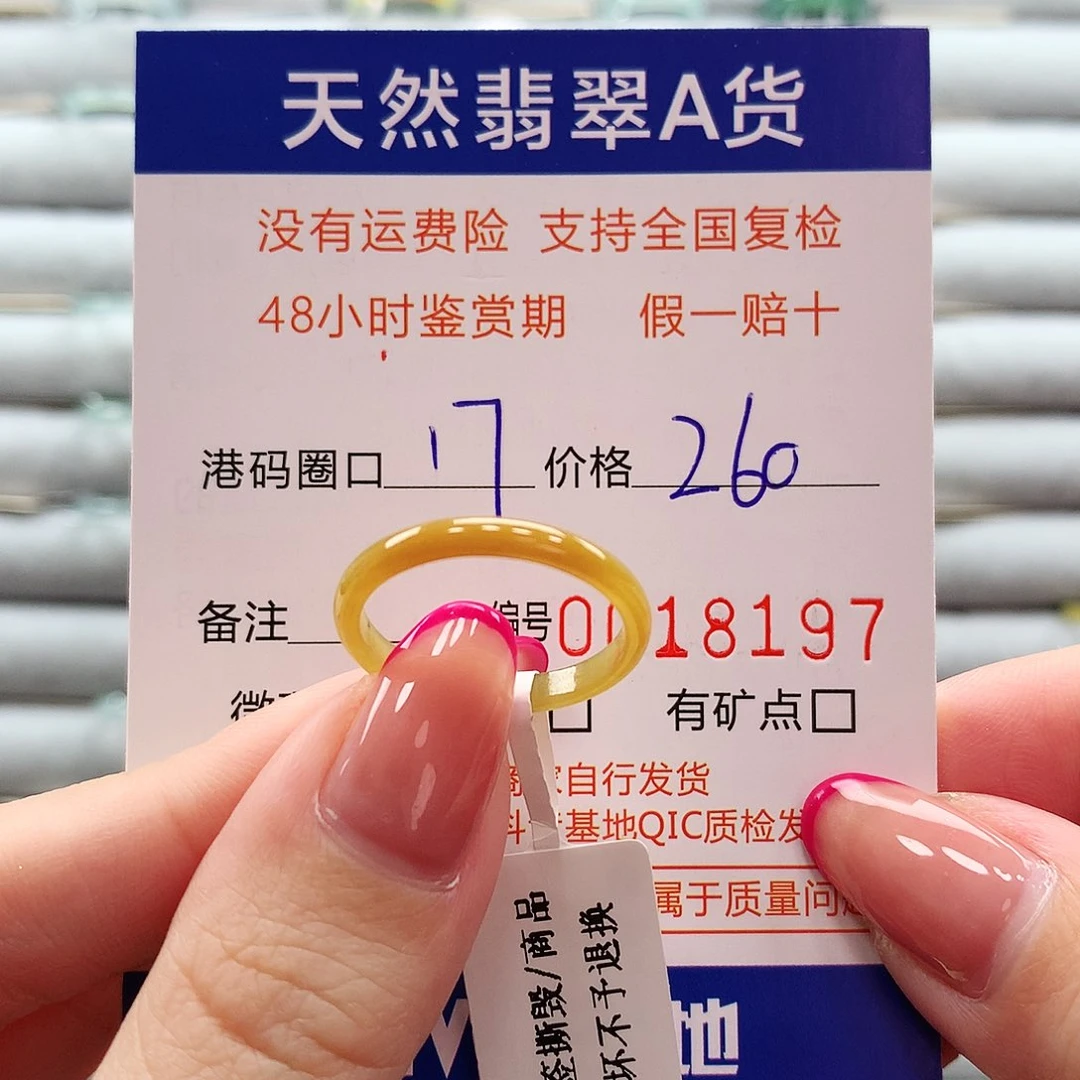 天然翡翠A货
没有运费险 支持全国复检
48小时鉴赏期 假一赔十
港码圈口 17 价格 260
备注 编号 18197
有矿点□
家自行发货
基地QIC质检发
属于质量问
签撕毁/商品
坏不予退换